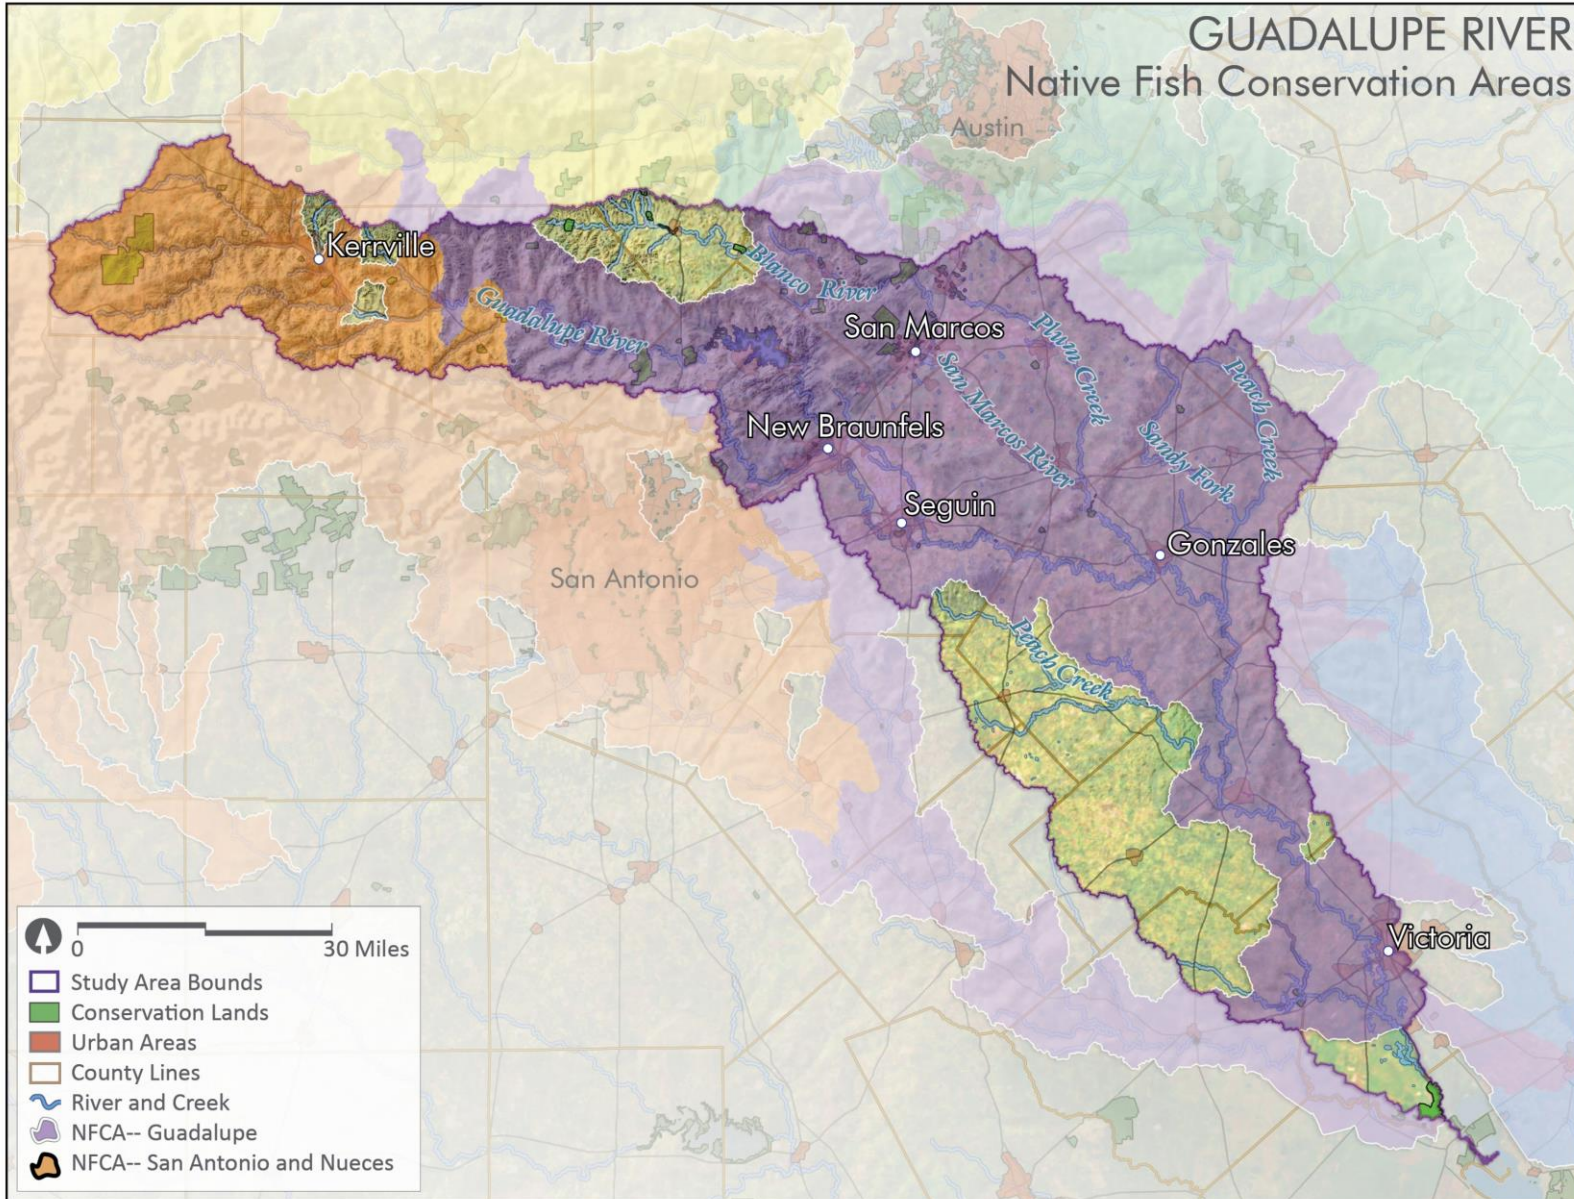 GUADALUPE RIVER
Native Fish Conservation Areas
Austin
Kerrville
Blanco River
Guadalupe River
San Marcos
Plum Creek
Peach Creek
San Marcos River
Sandy Fork
New Braunfels
Seguin
Gonzales
San Antonio
Peach Creek
Victoria
0 30 Miles
Study Area Bounds
Conservation Lands
Urban Areas
County Lines
River and Creek
NFCA-- Guadalupe
NFCA-- San Antonio and Nueces